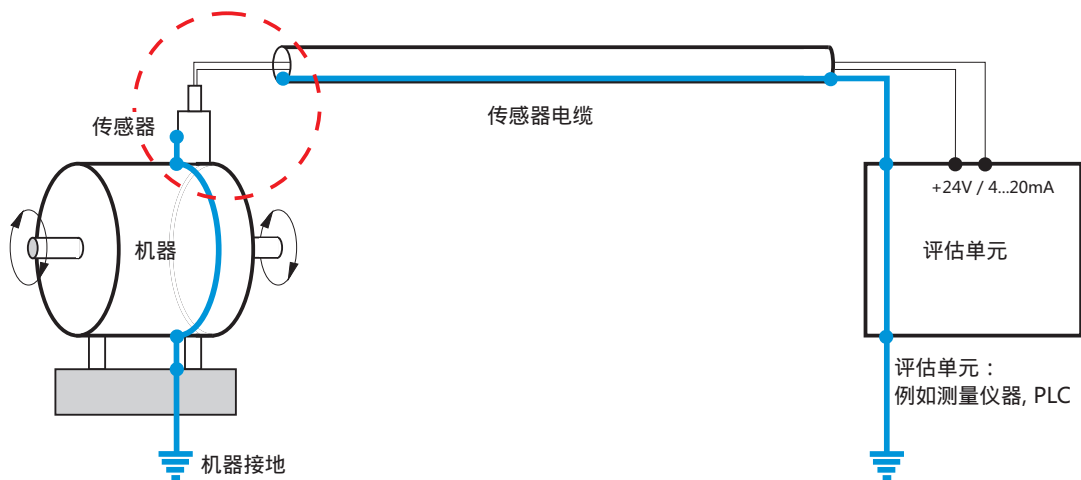 传感器
传感器电缆
+24V / 4...20mA
机器
评估单元
评估单元：
例如测量仪器, PLC
机器接地